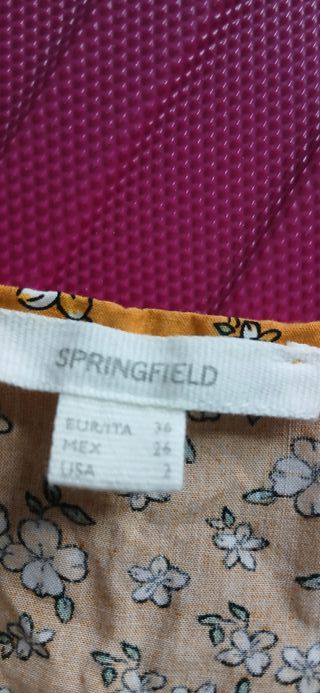 SPRINGFIELD
EUR/ITA 36
MEX 26
USA 2